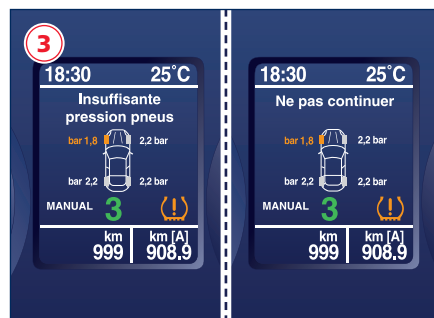 3
18:30 25°C
Insuffisante
pression pneus
bar 1,8 2,2 bar
bar 2,2 2,2 bar
MANUAL 3
km km [A]
999 908.9
18:30 25°C
Ne pas continuer
bar 1,8 2,2 bar
bar 2,2 2,2 bar
MANUAL 3
km km [A]
999 908.9